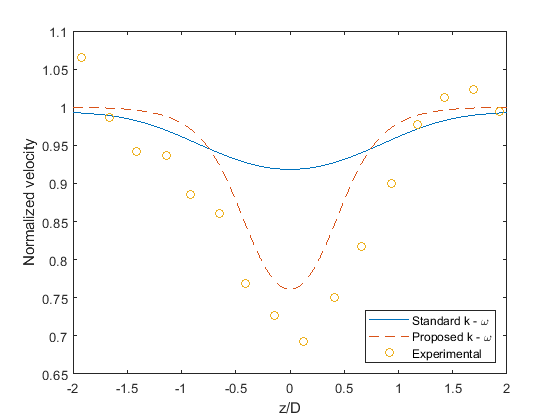 1.1
1.05
1
0.95
0.9
0.85
0.8
0.75
0.7
0.65
Normalized velocity
-2 -1.5 -1 -0.5 0 0.5 1 1.5 2
z/D
Standard k - ω
Proposed k - ω
Experimental